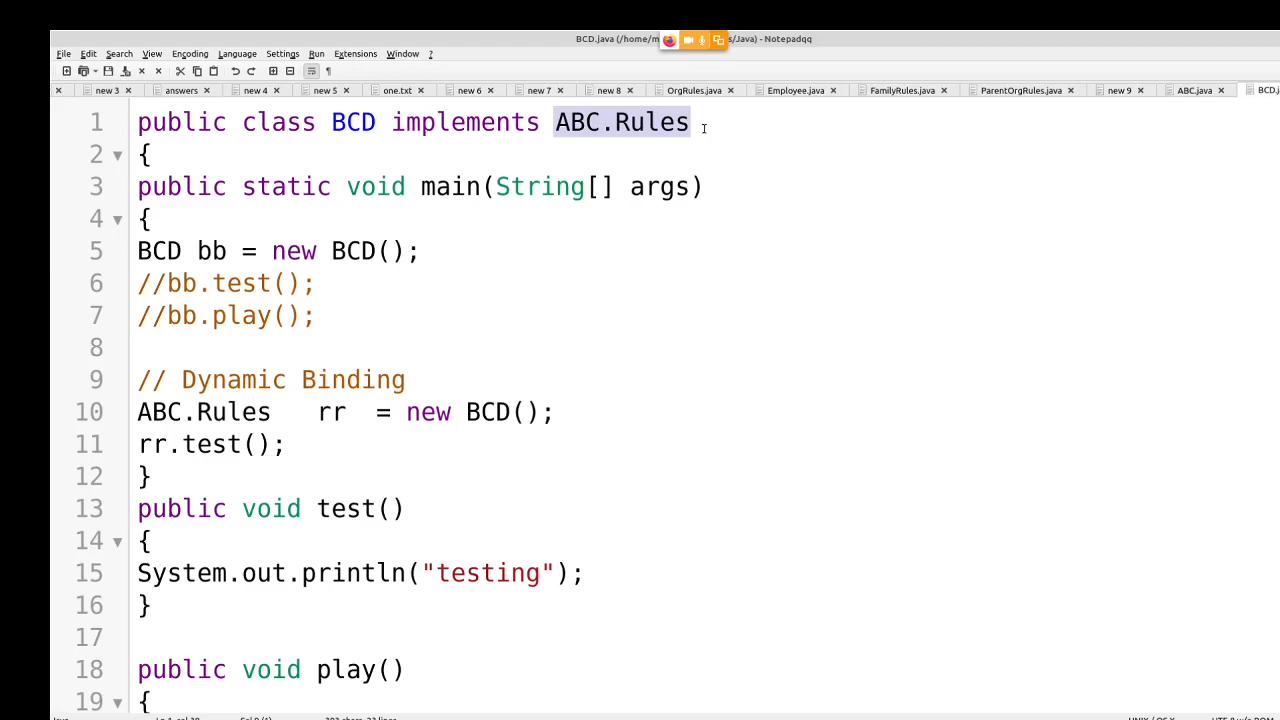 BCD.java (/home/m s/Java) - Notepadqq
File Edit Search View Encoding Language Settings Run Extensions Window ?
new 3 answers new 4 new 5 one.txt new 6 new 7 new 8 OrgRules.java Employee.java FamilyRules.java ParentOrgRules.java new 9 ABC.java BCD.j
1 public class BCD implements ABC.Rules
2 {
3 public static void main(String[] args)
4 {
5 BCD bb = new BCD();
6 //bb.test();
7 //bb.play();
8
9 // Dynamic Binding
10 ABC.Rules rr = new BCD();
11 rr.test();
12 }
13 public void test()
14 {
15 System.out.println("testing");
16 }
17
18 public void play()
19 {